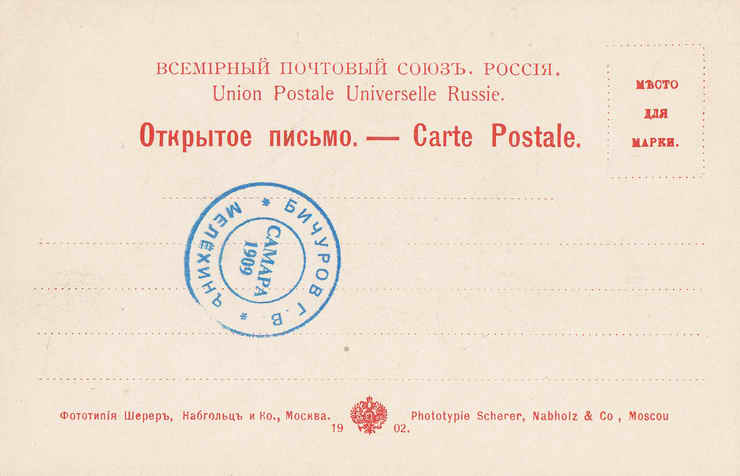 ВСЕМІРНЫЙ ПОЧТОВЫЙ СОЮЗЪ. РОССІЯ.
Union Postale Universelle Russie.
Открытое письмо. — Carte Postale.
МѢСТО
ДЛЯ
МАРКИ.
* БИЧУРОВ Г. В. * МЕЛЁХИНЪ
САМАРА
1909
Фототипія Шереръ, Набгольцъ и Ко., Москва.
Phototypie Scherer, Nabholz & Co, Moscou
19 02.